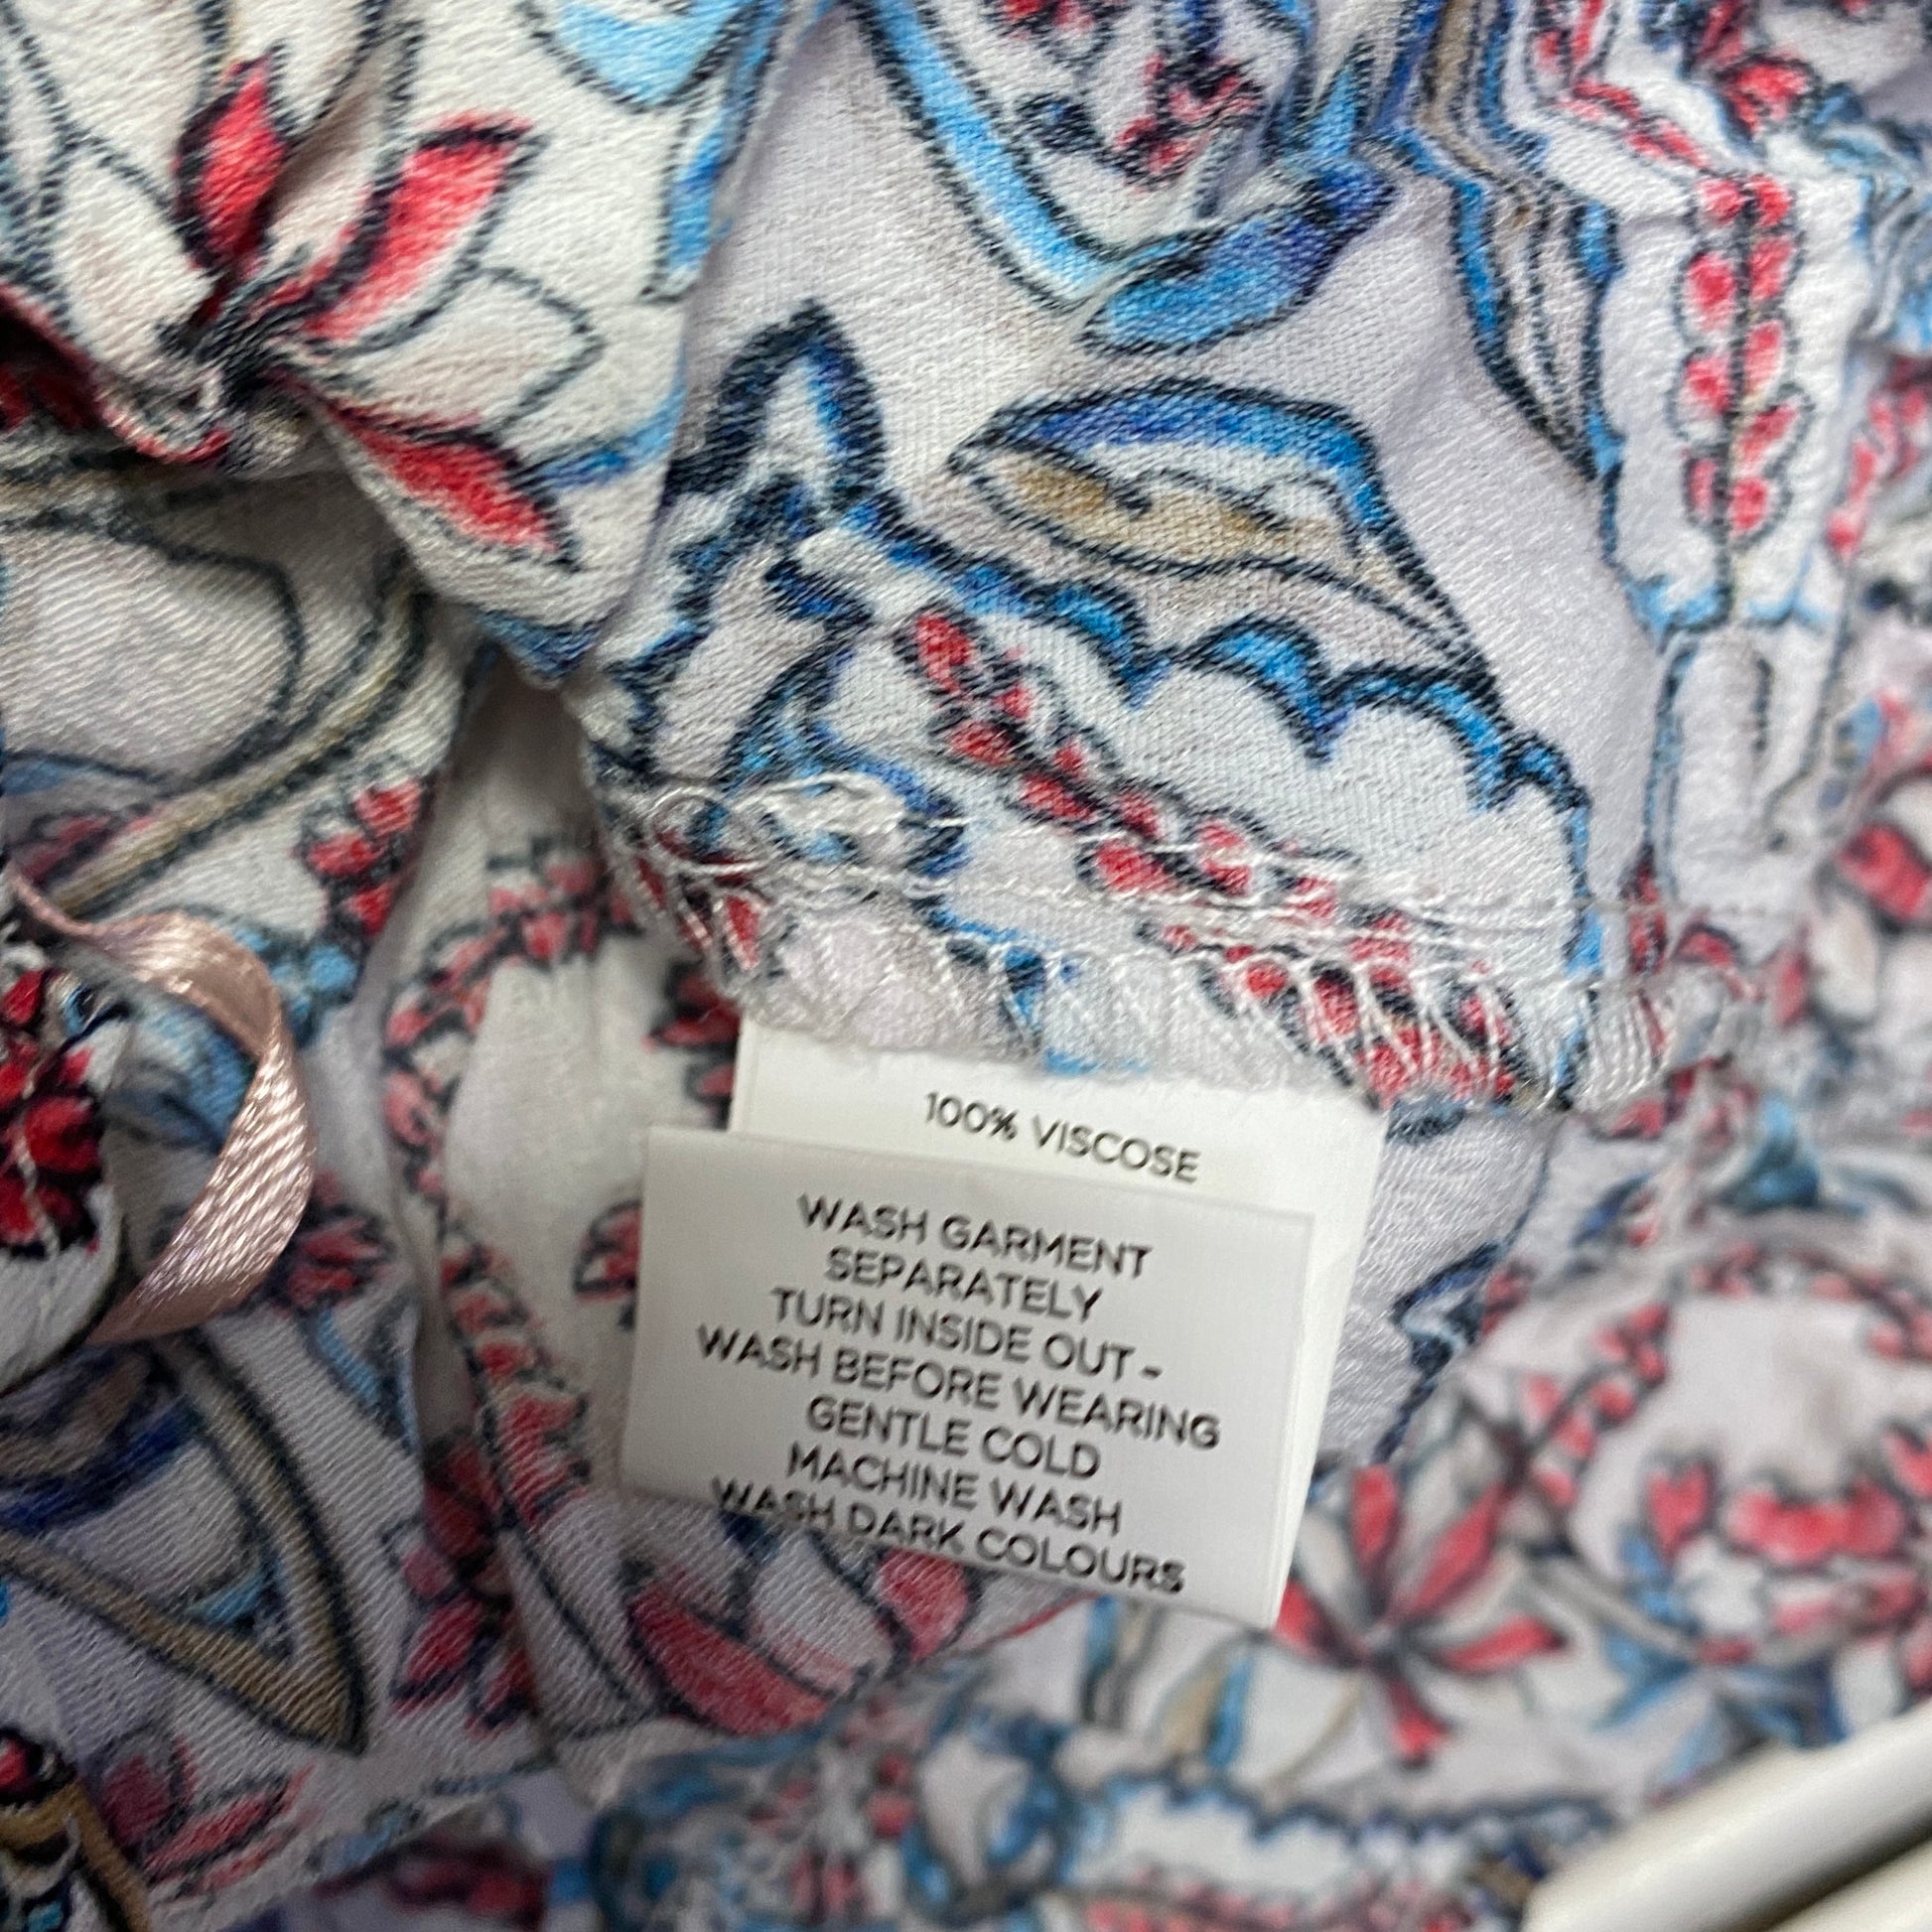 100% VISCOSE
WASH GARMENT
SEPARATELY
TURN INSIDE OUT -
WASH BEFORE WEARING
GENTLE COLD
MACHINE WASH
WASH DARK COLOURS